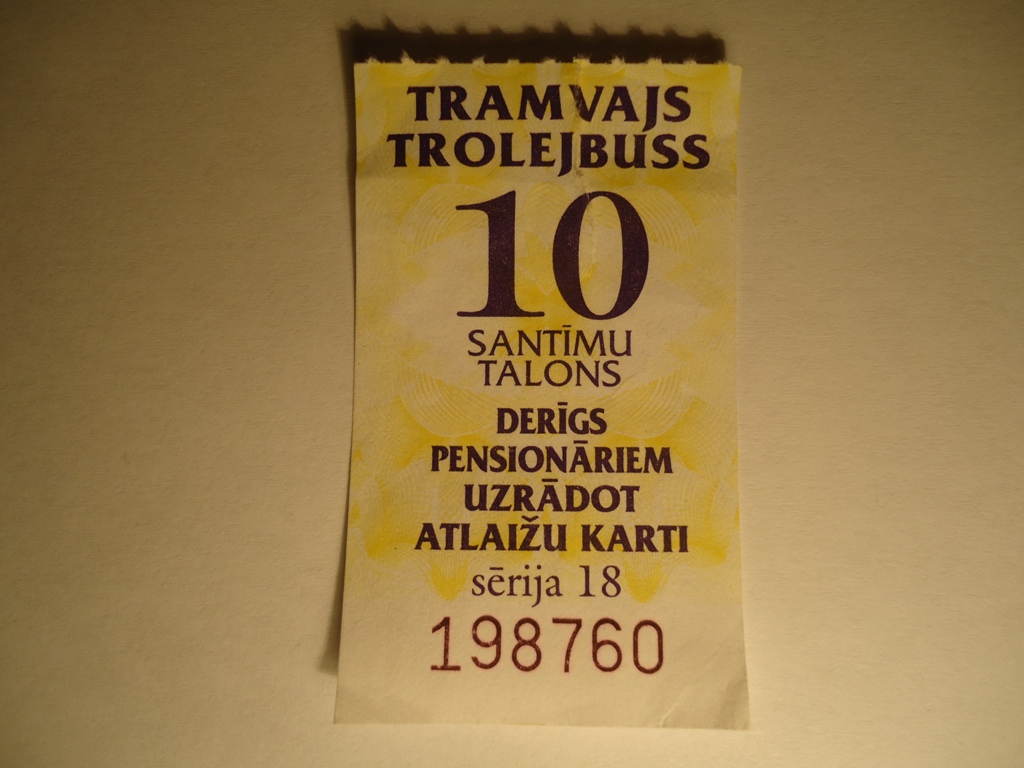 TRAMVAJS
TROLEJBUSS
10
SANTĪMU
TALONS
DERĪGS
PENSIONĀRIEM
UZRĀDOT
ATLAIŽU KARTI
sērija 18
198760